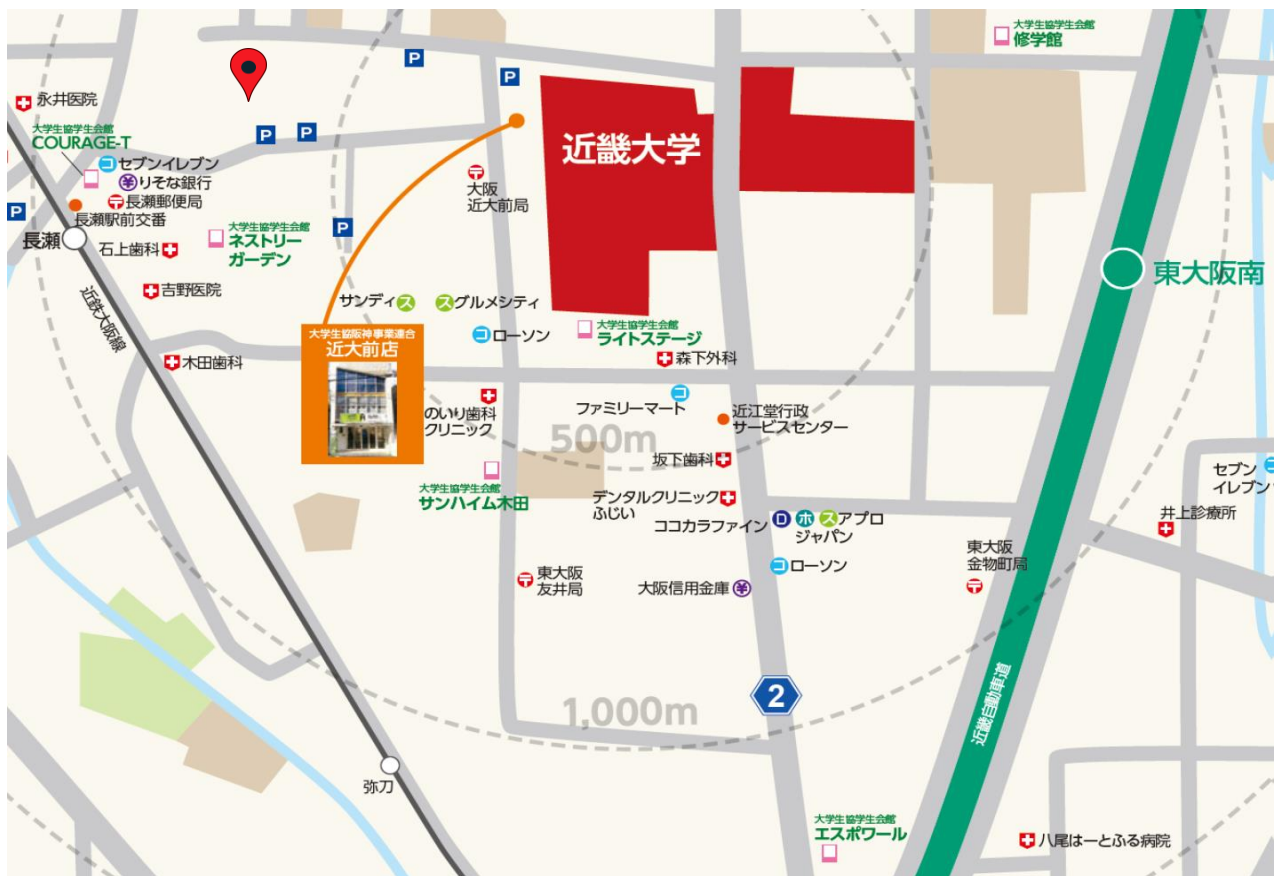 大学生協学生会館
修学館
P
P
永井医院
大学生協学生会館
COURAGE-T
P
P
コ セブンイレブン
¥ りそな銀行
〒 長瀬郵便局
P
長瀬駅前交番
長瀬
石上歯科
大学生協学生会館
ネストリー
ガーデン
P
〒
大阪
近大前局
近畿大学
東大阪南
吉野医院
近鉄大阪線
サンディ ス
ス グルメシティ
コ ローソン
大学生協学生会館
ライトステージ
大学生協阪神事業連合
近大前店
木田歯科
森下外科
コ
ファミリーマート
近江堂行政
サービスセンター
のいり歯科
クリニック
500m
坂下歯科
大学生協学生会館
サンハイム木田
デンタルクリニック
ふじい
ココカラファイン D ホ ス アプロ
ジャパン
セブン コ
イレブン
井上診療所
東大阪
金物町局
〒
〒 東大阪
友井局
コ ローソン
大阪信用金庫 ¥
2
1,000m
近畿自動車道
弥刀
大学生協学生会館
エスポワール
八尾はーとふる病院